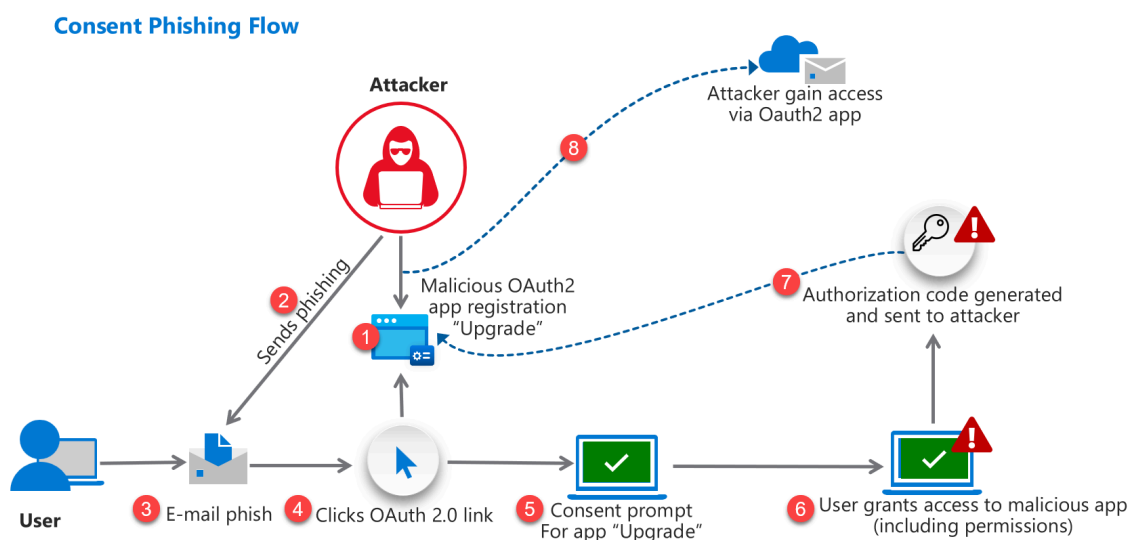 Consent Phishing Flow
Attacker
Attacker gain access
via Oauth2 app
8
2
Sends phishing
Malicious OAuth2
app registration
“Upgrade”
1
7
Authorization code generated
and sent to attacker
User
3 E-mail phish
4 Clicks OAuth 2.0 link
5 Consent prompt
For app “Upgrade”
6 User grants access to malicious app
(including permissions)